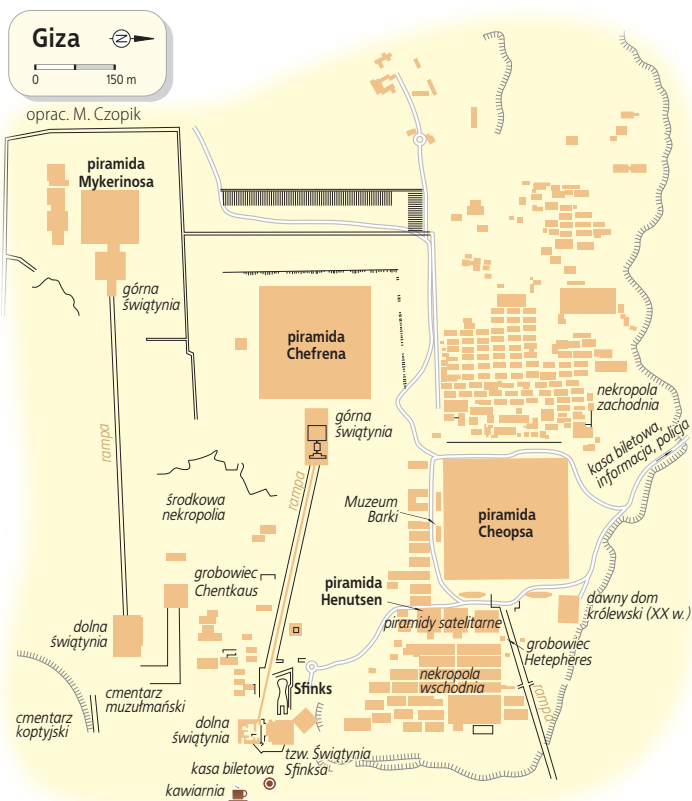 Giza
N
0 150 m
oprac. M. Czopik
piramida
Mykerinosa
górna
świątynia
rampa
piramida
Chefrena
górna
świątynia
rampa
nekropola
zachodnia
kasa biletowa,
informacja, policja
Muzeum
Barki
piramida
Cheopsa
środkowa
nekropolia
grobowiec
Chentkaus
piramida
Henutsen
piramidy satelitarne
dawny dom
królewski (XX w.)
dolna
świątynia
grobowiec
Hetepheres
nekropola
wschodnia
rampa
cmentarz
muzułmański
Sfinks
cmentarz
koptyjski
dolna
świątynia
tzw. Świątynia
Sfinksa
kasa biletowa
kawiarnia